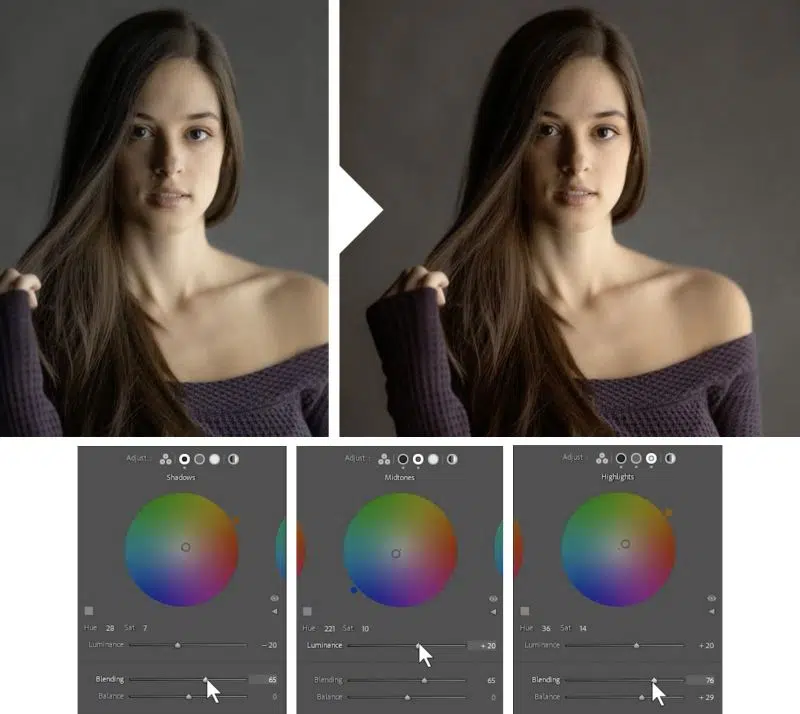 Adjust :
Shadows
Hue 28 Sat 7
Luminance – 20
Blending 65
Balance 0
Adjust :
Midtones
Hue 221 Sat 10
Luminance + 20
Blending 65
Balance 0
Adjust :
Highlights
Hue 36 Sat 14
Luminance + 20
Blending 76
Balance + 29